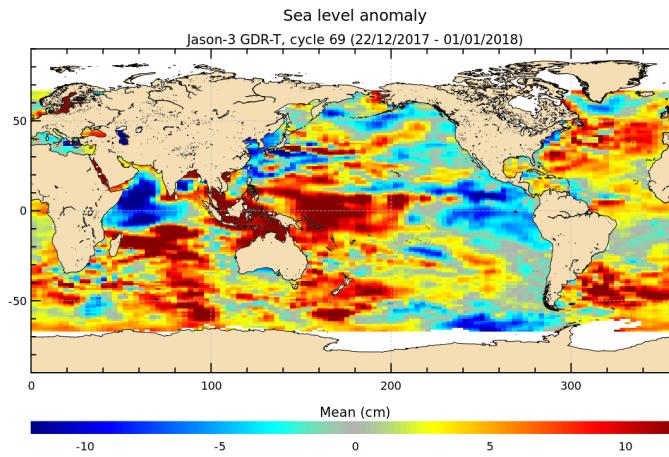 Sea level anomaly
Jason-3 GDR-T, cycle 69 (22/12/2017 - 01/01/2018)
50
0
-50
0 100 200 300
Mean (cm)
-10 -5 0 5 10